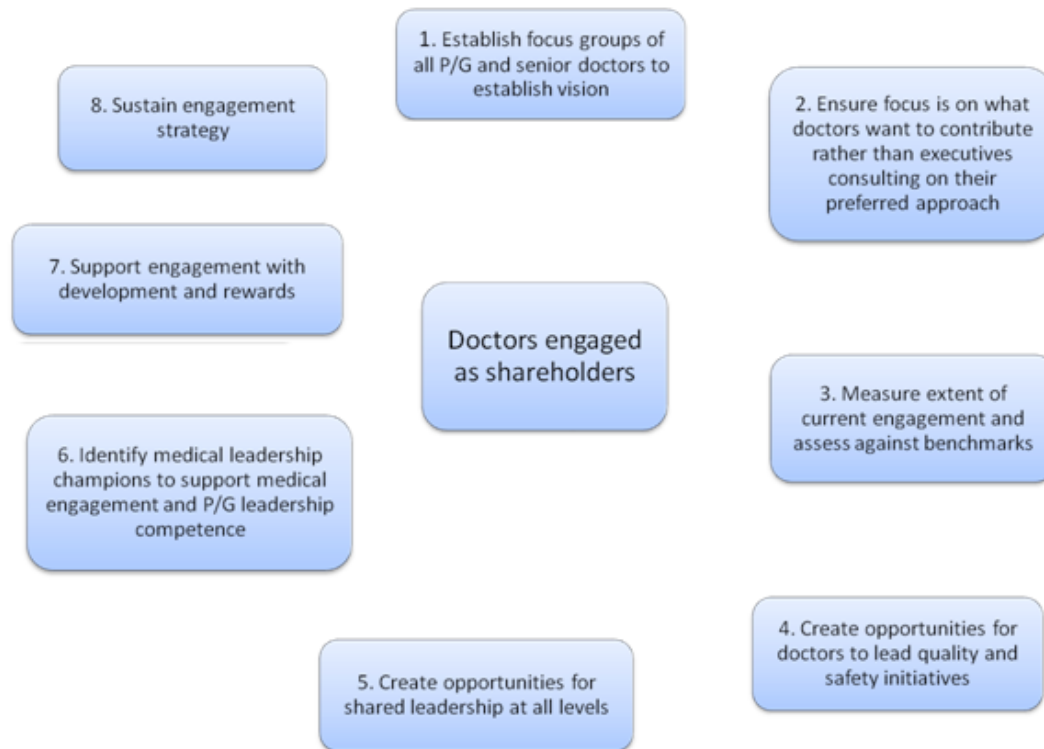 1. Establish focus groups of
all P/G and senior doctors to
establish vision
2. Ensure focus is on what
doctors want to contribute
rather than executives
consulting on their
preferred approach
3. Measure extent of
current engagement and
assess against benchmarks
4. Create opportunities for
doctors to lead quality and
safety initiatives
5. Create opportunities for
shared leadership at all levels
6. Identify medical leadership
champions to support medical
engagement and P/G leadership
competence
7. Support engagement with
development and rewards
8. Sustain engagement
strategy
Doctors engaged
as shareholders